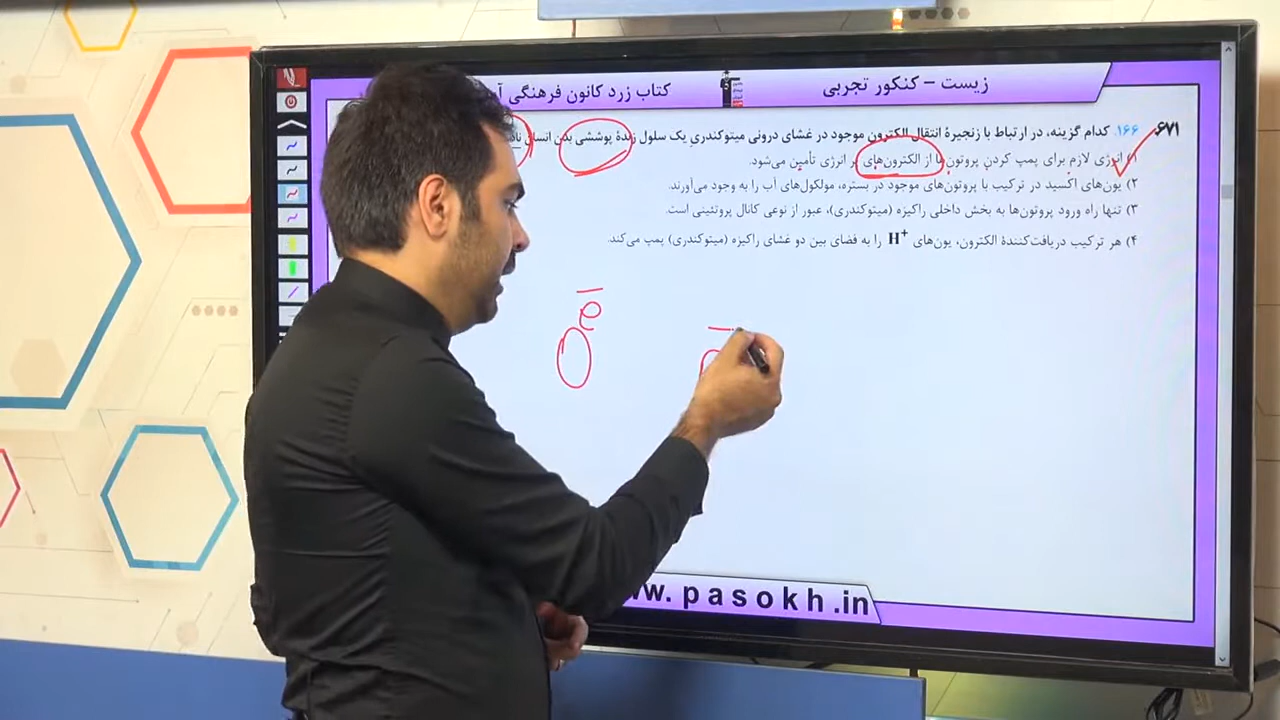 زیست – کنکور تجربی
کتاب زرد کانون فرهنگی
۶۷۱ ۱۶۶. کدام گزینه، در ارتباط با زنجیرهٔ انتقال الکترون موجود در غشای درونی میتوکندری یک سلول زندهٔ پوششی بدن انسان
۱) انرژی لازم برای پمپ کردن پروتون‌ها از الکترون‌های پر انرژی تأمین می‌شود.
۲) یون‌های اکسید در ترکیب با پروتون‌های موجود در بستره، مولکول‌های آب را به وجود می‌آورند.
۳) تنها راه ورود پروتون‌ها به بخش داخلی راکیزه (میتوکندری)، عبور از نوعی کانال پروتئینی است.
۴) هر ترکیب دریافت‌کنندهٔ الکترون، یون‌های H+ را به فضای بین دو غشای راکیزه (میتوکندری) پمپ می‌کند.
e
pasokh.in